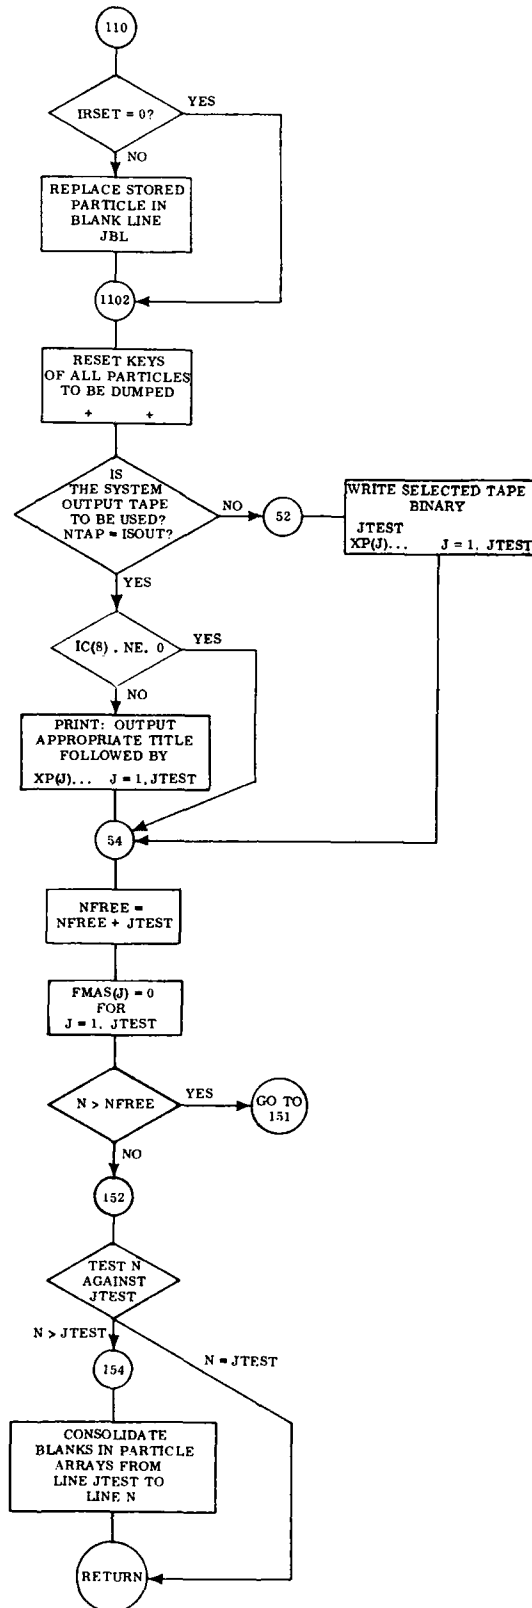 110
IRSET = 0?
YES
NO
REPLACE STORED
PARTICLE IN
BLANK LINE
JBL
1102
RESET KEYS
OF ALL PARTICLES
TO BE DUMPED
+ +
IS
THE SYSTEM
OUTPUT TAPE
TO BE USED?
NTAP = ISOUT?
NO
52
WRITE SELECTED TAPE
BINARY
JTEST
XP(J)... J = 1, JTEST
YES
IC(8) . NE. 0
YES
NO
PRINT: OUTPUT
APPROPRIATE TITLE
FOLLOWED BY
XP(J)... J = 1, JTEST
54
NFREE =
NFREE + JTEST
FMAS(J) = 0
FOR
J = 1, JTEST
N > NFREE
YES
GO TO
151
NO
152
TEST N
AGAINST
JTEST
N > JTEST
N = JTEST
154
CONSOLIDATE
BLANKS IN PARTICLE
ARRAYS FROM
LINE JTEST TO
LINE N
RETURN